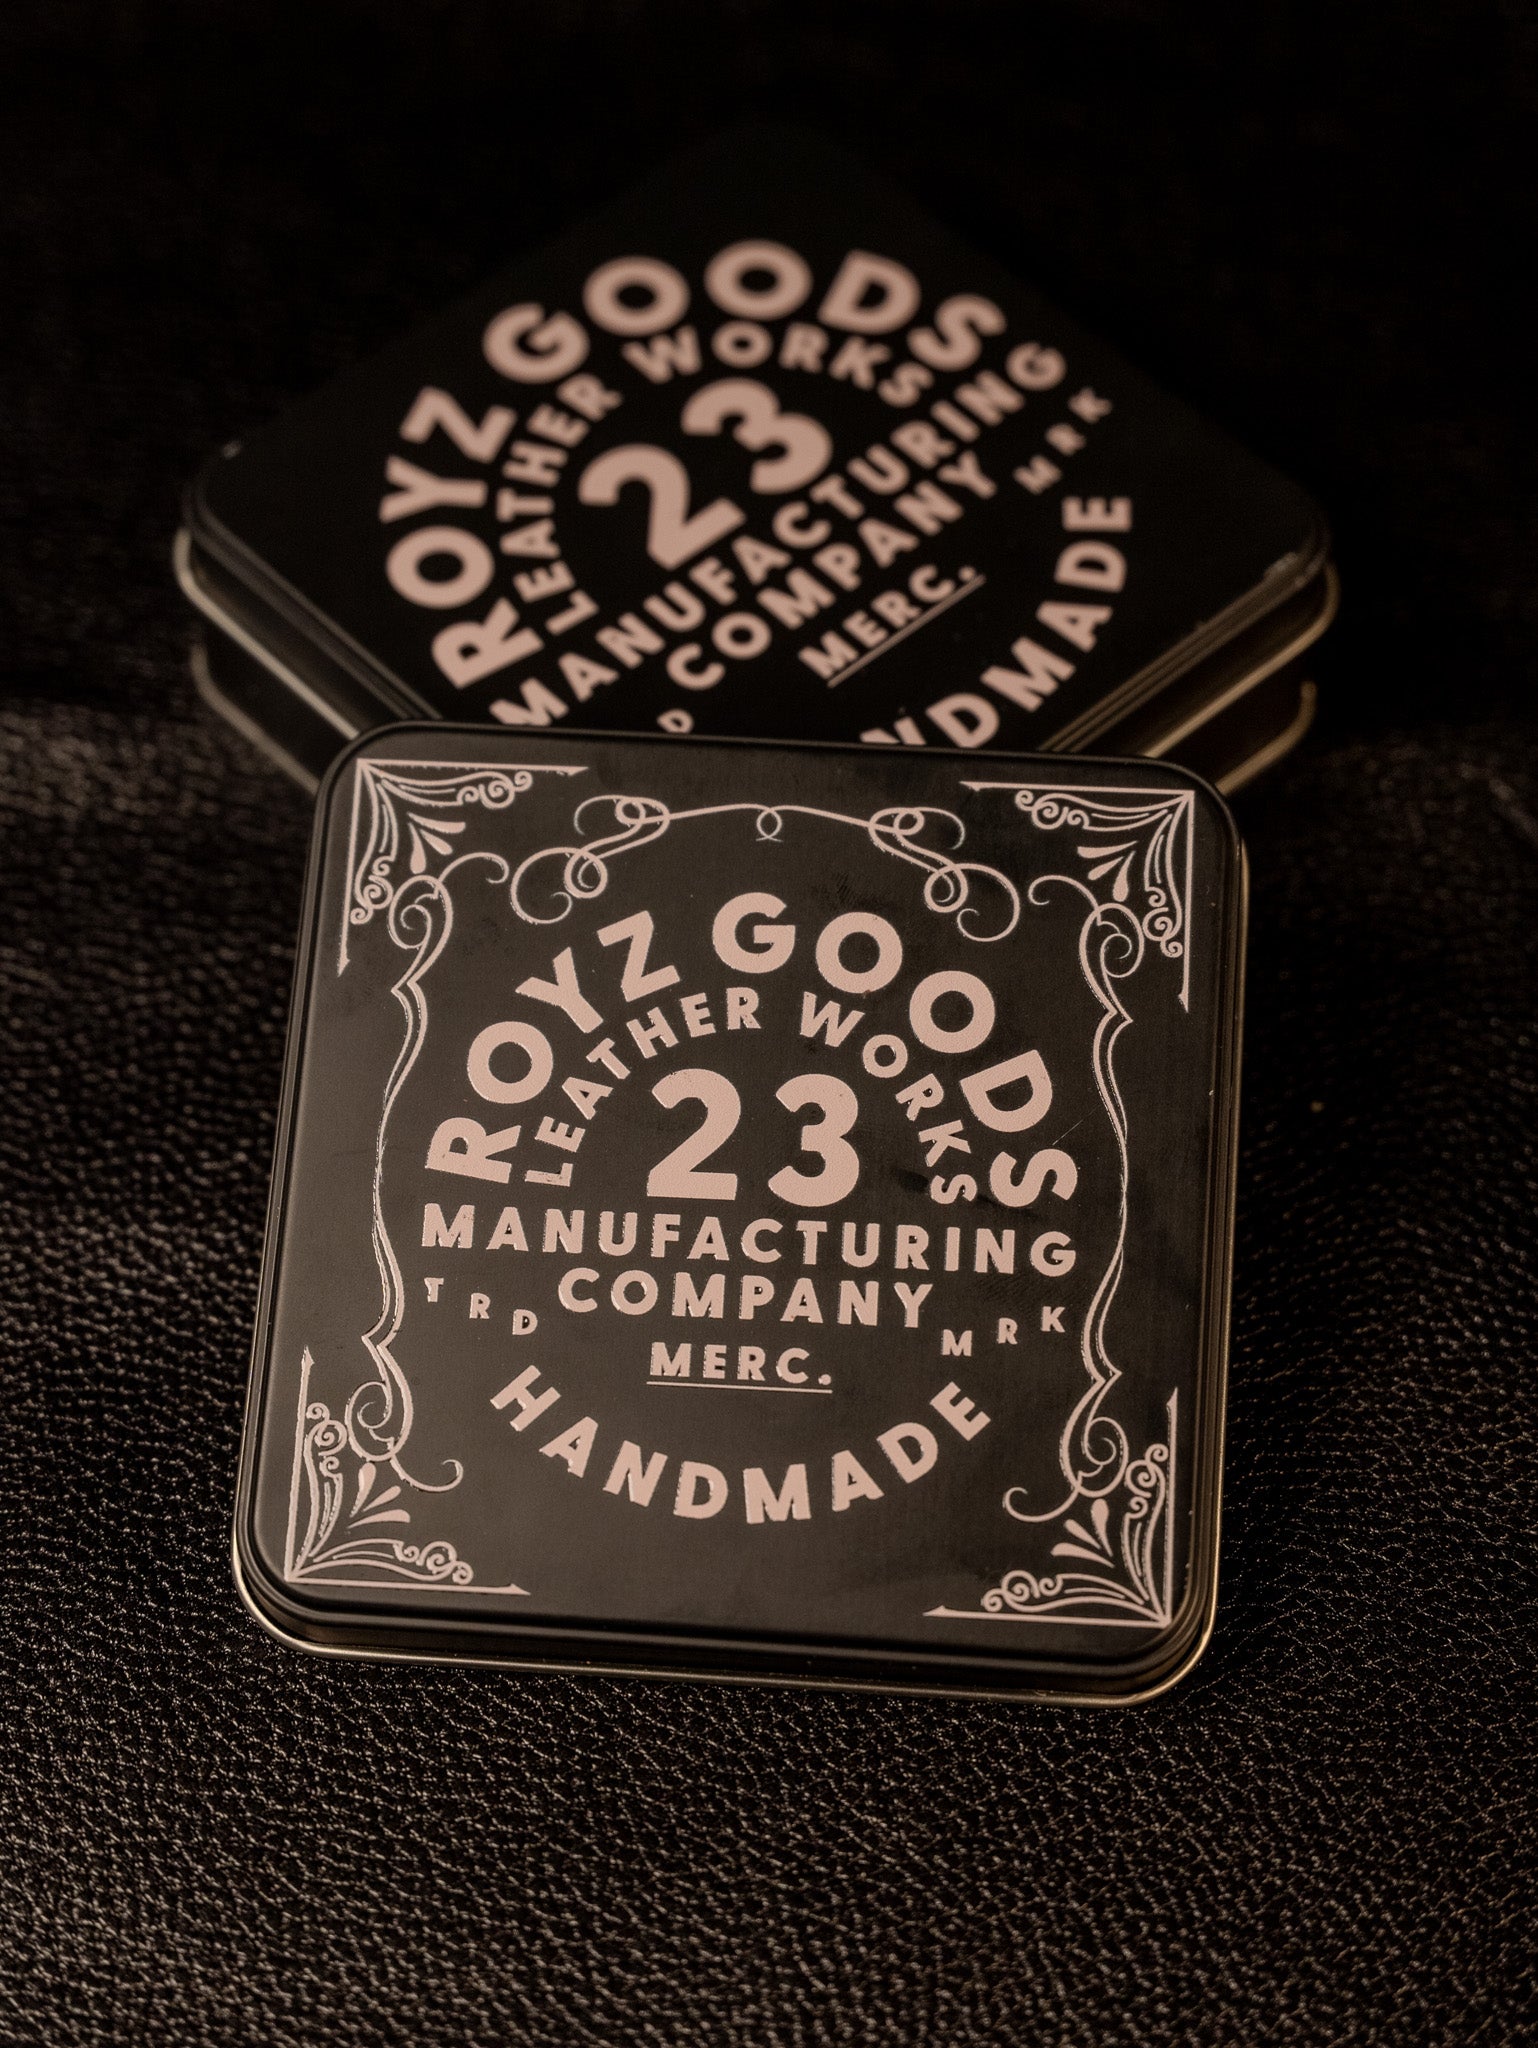 ROYZ GOODS
LEATHER WORKS
23
MANUFACTURING
COMPANY
MRK
MERC.
D
NDMADE
ROYZ GOODS
LEATHER WORKS
23
MANUFACTURING
COMPANY
TRD MRK
MERC.
HANDMADE